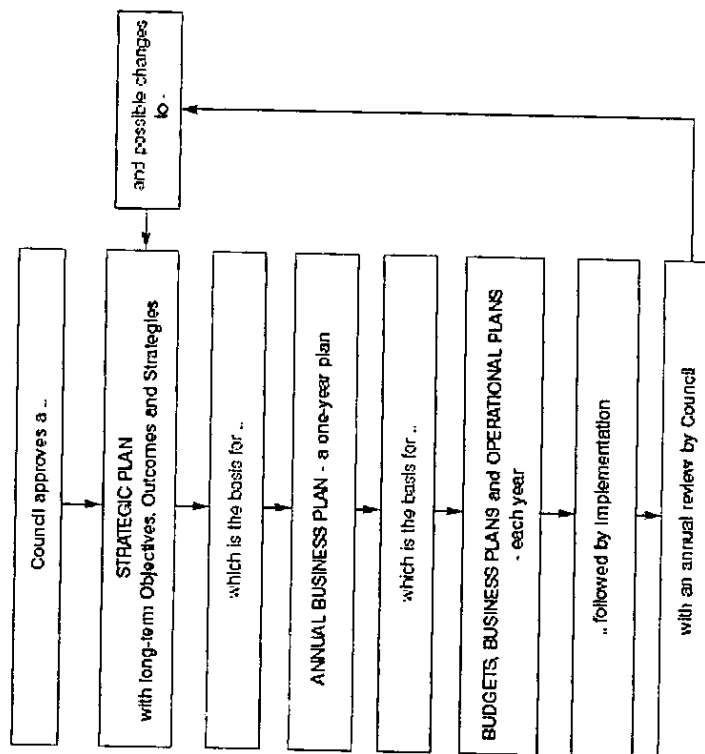 Council approves a ..
STRATEGIC PLAN
with long-term Objectives, Outcomes and Strategies
which is the basis for ..
ANNUAL BUSINESS PLAN - a one-year plan
which is the basis for ..
BUDGETS, BUSINESS PLANS and OPERATIONAL PLANS
- each year
.. followed by Implementation
with an annual review by Council
and possible changes
to -